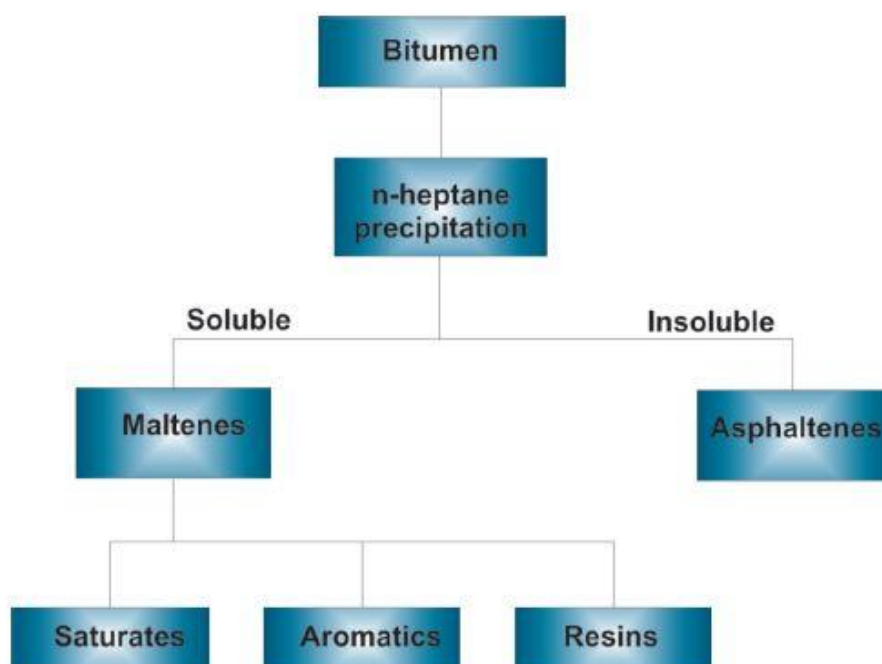 Bitumen
n-heptane
precipitation
Soluble
Insoluble
Maltenes
Asphaltenes
Saturates
Aromatics
Resins